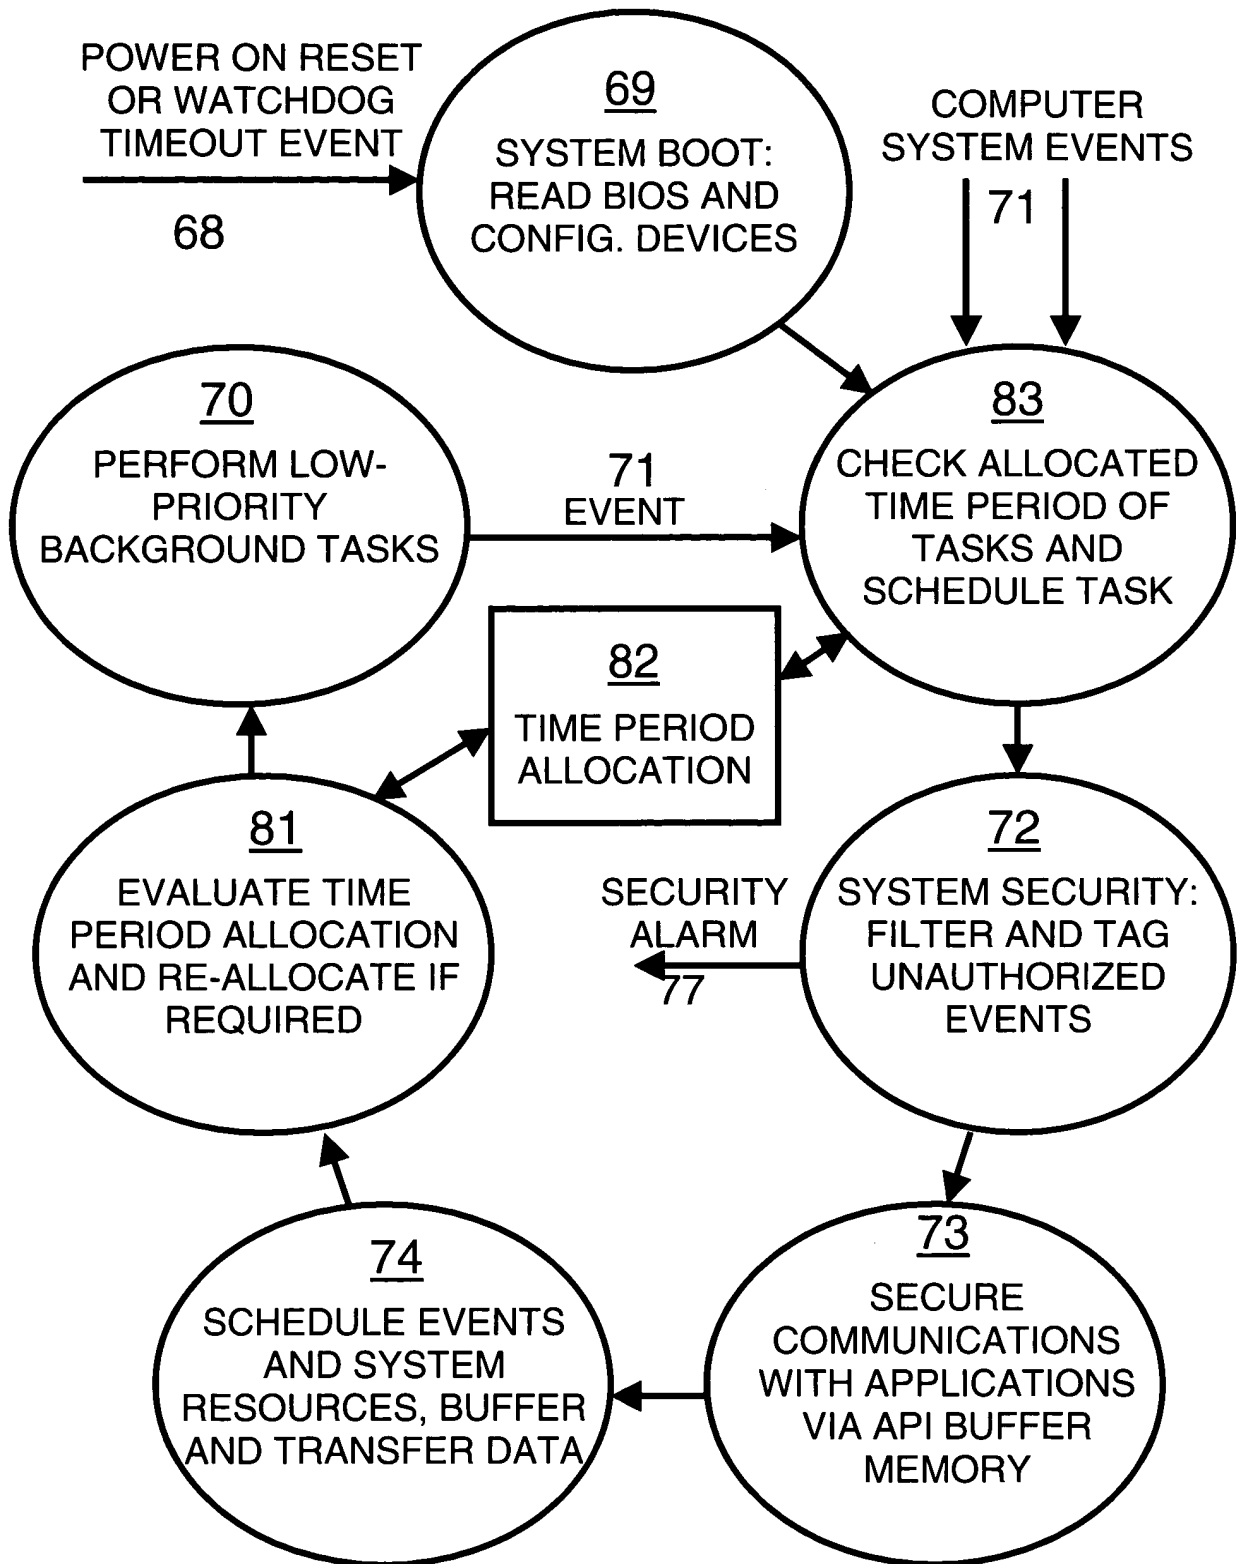 POWER ON RESET
OR WATCHDOG
TIMEOUT EVENT
68
69
SYSTEM BOOT:
READ BIOS AND
CONFIG. DEVICES
COMPUTER
SYSTEM EVENTS
71
70
PERFORM LOW-
PRIORITY
BACKGROUND TASKS
71
EVENT
83
CHECK ALLOCATED
TIME PERIOD OF
TASKS AND
SCHEDULE TASK
82
TIME PERIOD
ALLOCATION
81
EVALUATE TIME
PERIOD ALLOCATION
AND RE-ALLOCATE IF
REQUIRED
SECURITY
ALARM
77
72
SYSTEM SECURITY:
FILTER AND TAG
UNAUTHORIZED
EVENTS
74
SCHEDULE EVENTS
AND SYSTEM
RESOURCES, BUFFER
AND TRANSFER DATA
73
SECURE
COMMUNICATIONS
WITH APPLICATIONS
VIA API BUFFER
MEMORY